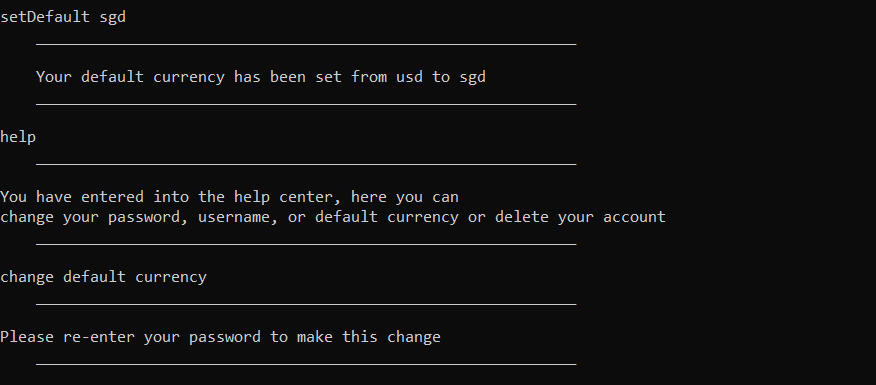 setDefault sgd
Your default currency has been set from usd to sgd
help
You have entered into the help center, here you can
change your password, username, or default currency or delete your account
change default currency
Please re-enter your password to make this change